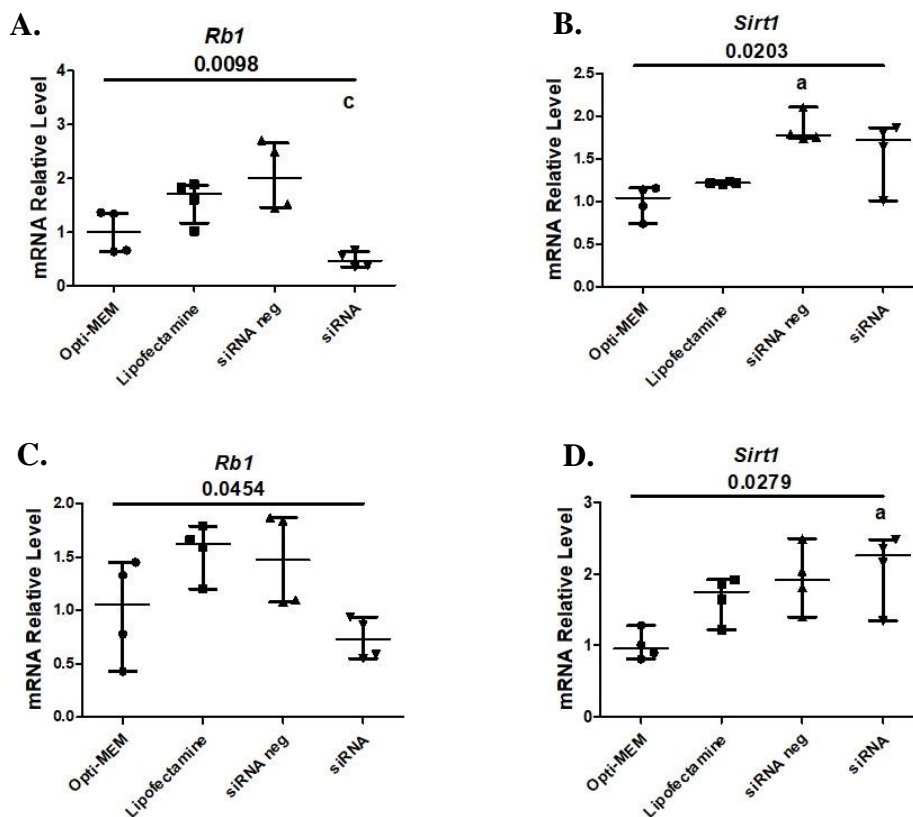 A.
Rb1
0.0098
c
mRNA Relative Level
4
3
2
1
0
Opti-MEM
Lipofectamine
siRNA neg
siRNA
B.
Sirt1
0.0203
a
mRNA Relative Level
2.5
2.0
1.5
1.0
0.5
0.0
Opti-MEM
Lipofectamine
siRNA neg
siRNA
C.
Rb1
0.0454
mRNA Relative Level
2.0
1.5
1.0
0.5
0.0
Opti-MEM
Lipofectamine
siRNA neg
siRNA
D.
Sirt1
0.0279
a
mRNA Relative Level
3
2
1
0
Opti-MEM
Lipofectamine
siRNA neg
siRNA